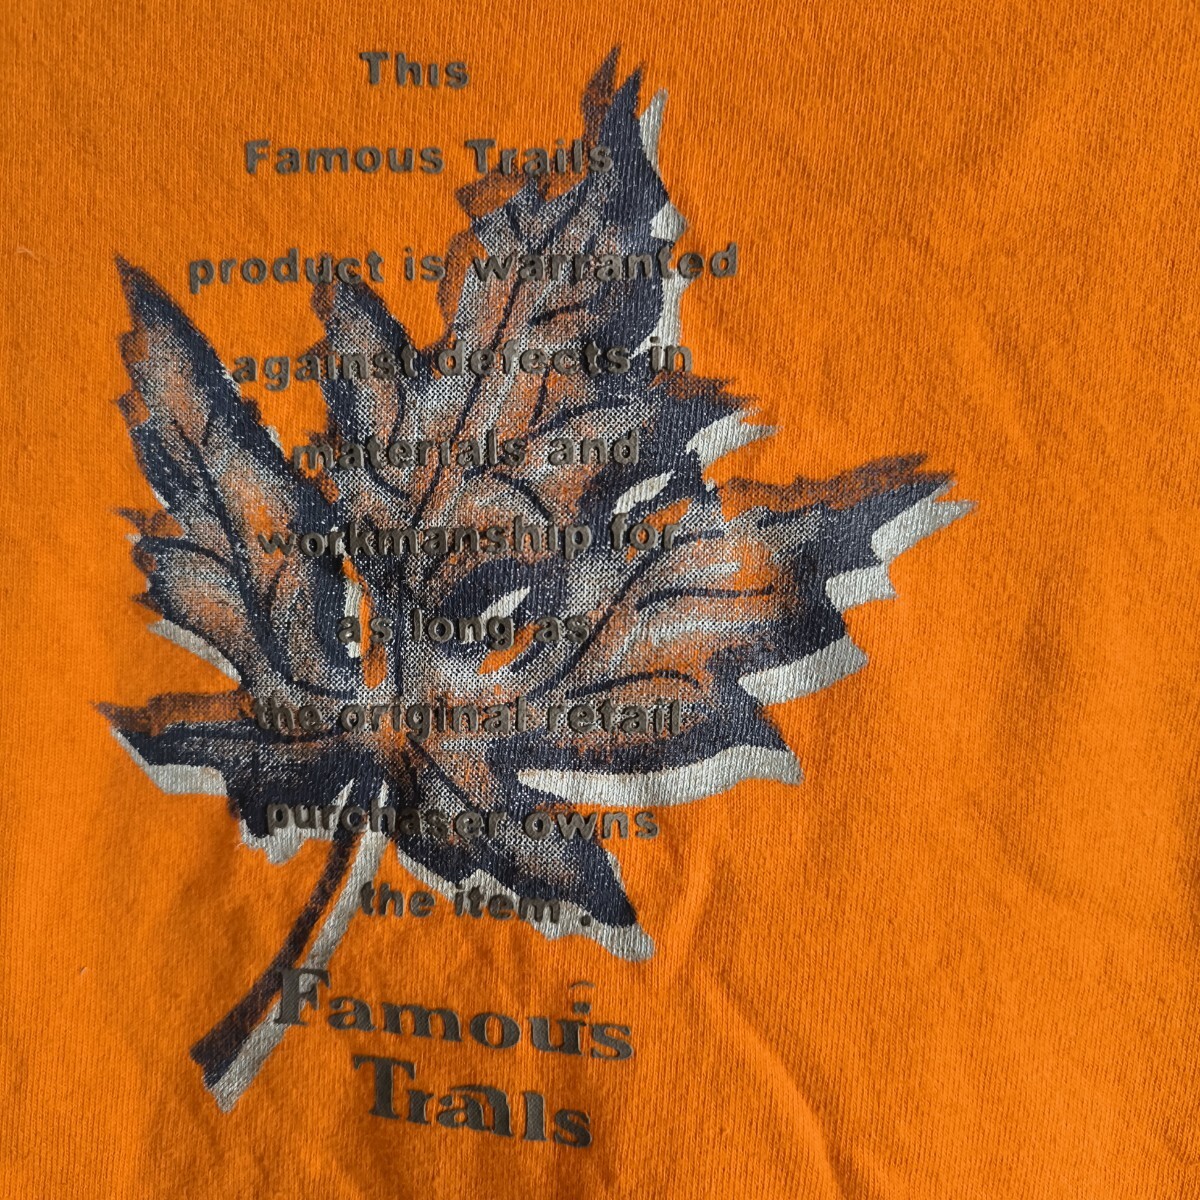 This
Famous Trails
product is warranted
against defects in
materials and
workmanship for
as long as
the original retail
purchaser owns
the item .
Famous
Trails